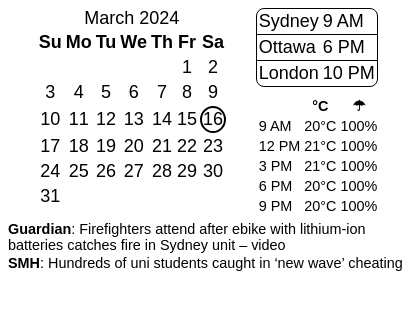 March 2024
Su Mo Tu We Th Fr Sa
1 2
3 4 5 6 7 8 9
10 11 12 13 14 15 16
17 18 19 20 21 22 23
24 25 26 27 28 29 30
31
Sydney 9 AM
Ottawa 6 PM
London 10 PM
°C ☂
9 AM 20°C 100%
12 PM 21°C 100%
3 PM 21°C 100%
6 PM 20°C 100%
9 PM 20°C 100%
Guardian: Firefighters attend after ebike with lithium-ion
batteries catches fire in Sydney unit – video
SMH: Hundreds of uni students caught in ‘new wave’ cheating